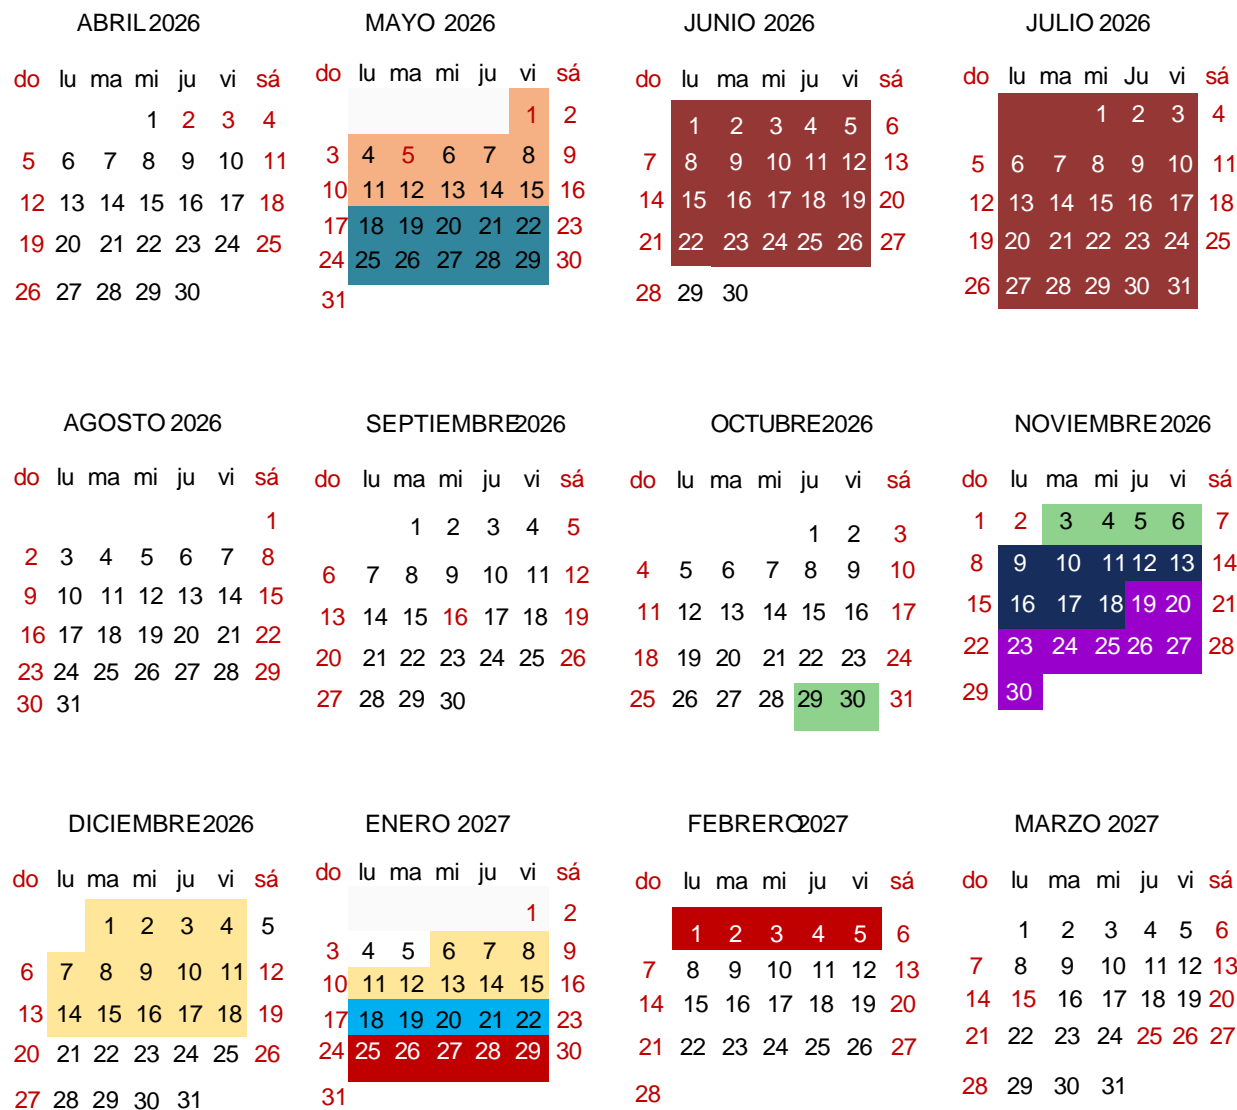 ABRIL2026 MAYO 2026 JUNIO 2026 JULIO 2026
do lu ma mi ju vi sá do lu ma mi ju vi sá do lu ma mi ju vi sá do lu ma mi Ju vi sá
1 2 3 4 1 2 1 2 3 4 5 6 1 2 3 4
5 6 7 8 9 10 11 3 4 5 6 7 8 9 7 8 9 10 11 12 13 5 6 7 8 9 10 11
12 13 14 15 16 17 18 10 11 12 13 14 15 16 14 15 16 17 18 19 20 12 13 14 15 16 17 18
19 20 21 22 23 24 25 17 18 19 20 21 22 23 21 22 23 24 25 26 27 19 20 21 22 23 24 25
26 27 28 29 30 24 25 26 27 28 29 30 28 29 30 26 27 28 29 30 31
31
AGOSTO 2026 SEPTIEMBRE2026 OCTUBRE2026 NOVIEMBRE2026
do lu ma mi ju vi sá do lu ma mi ju vi sá do lu ma mi ju vi sá do lu ma mi ju vi sá
1 1 2 3 4 5 1 2 3 1 2 3 4 5 6 7
2 3 4 5 6 7 8 6 7 8 9 10 11 12 4 5 6 7 8 9 10 8 9 10 11 12 13 14
9 10 11 12 13 14 15 13 14 15 16 17 18 19 11 12 13 14 15 16 17 15 16 17 18 19 20 21
16 17 18 19 20 21 22 20 21 22 23 24 25 26 18 19 20 21 22 23 24 22 23 24 25 26 27 28
23 24 25 26 27 28 29 27 28 29 30 25 26 27 28 29 30 31 29 30
30 31
DICIEMBRE2026 ENERO 2027 FEBRERO2027 MARZO 2027
do lu ma mi ju vi sá do lu ma mi ju vi sá do lu ma mi ju vi sá do lu ma mi ju vi sá
1 2 3 4 5 1 2 1 2 3 4 5 6 1 2 3 4 5 6
6 7 8 9 10 11 12 3 4 5 6 7 8 9 7 8 9 10 11 12 13 7 8 9 10 11 12 13
13 14 15 16 17 18 19 10 11 12 13 14 15 16 14 15 16 17 18 19 20 14 15 16 17 18 19 20
20 21 22 23 24 25 26 17 18 19 20 21 22 23 21 22 23 24 25 26 27 21 22 23 24 25 26 27
27 28 29 30 31 24 25 26 27 28 29 30 28 28 29 30 31
31